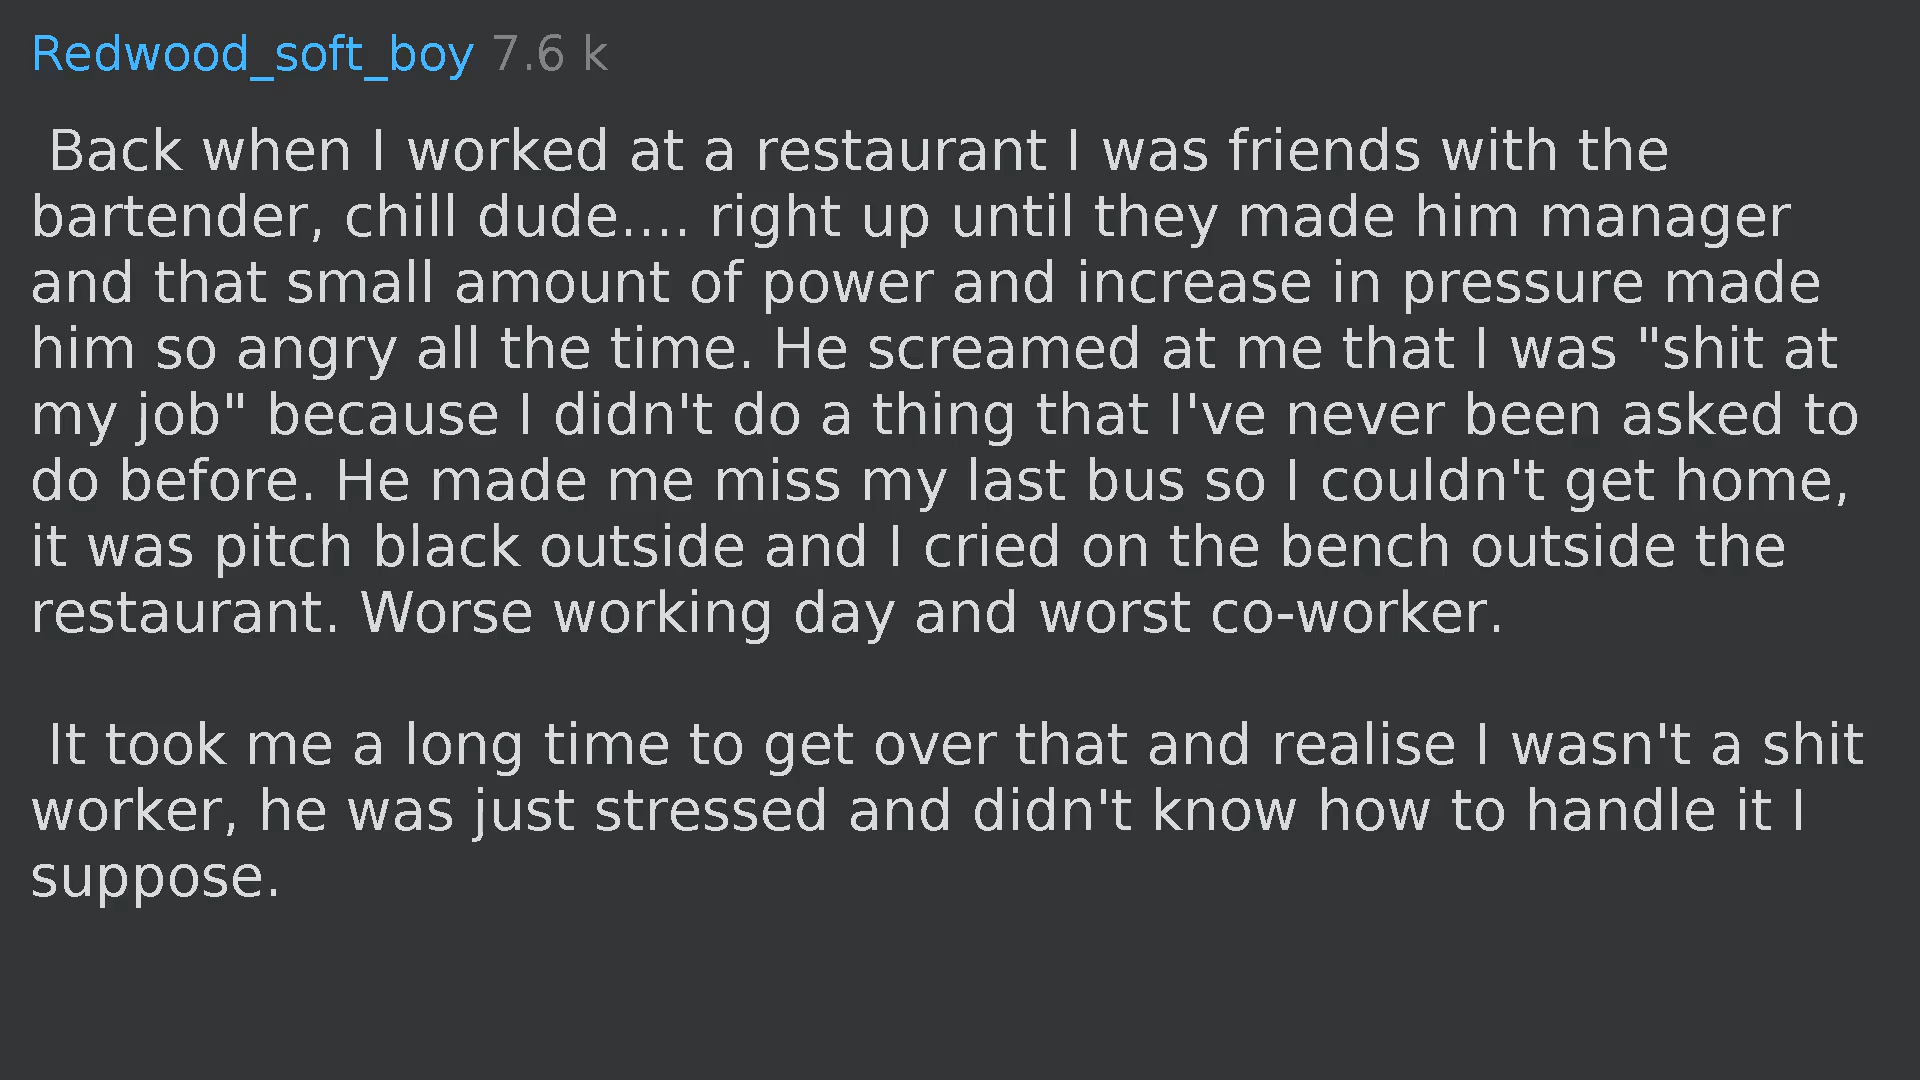 Redwood_soft_boy 7.6 k
Back when I worked at a restaurant I was friends with the
bartender, chill dude.... right up until they made him manager
and that small amount of power and increase in pressure made
him so angry all the time. He screamed at me that I was "shit at
my job" because I didn't do a thing that I've never been asked to
do before. He made me miss my last bus so I couldn't get home,
it was pitch black outside and I cried on the bench outside the
restaurant. Worse working day and worst co-worker.
It took me a long time to get over that and realise I wasn't a shit
worker, he was just stressed and didn't know how to handle it I
suppose.